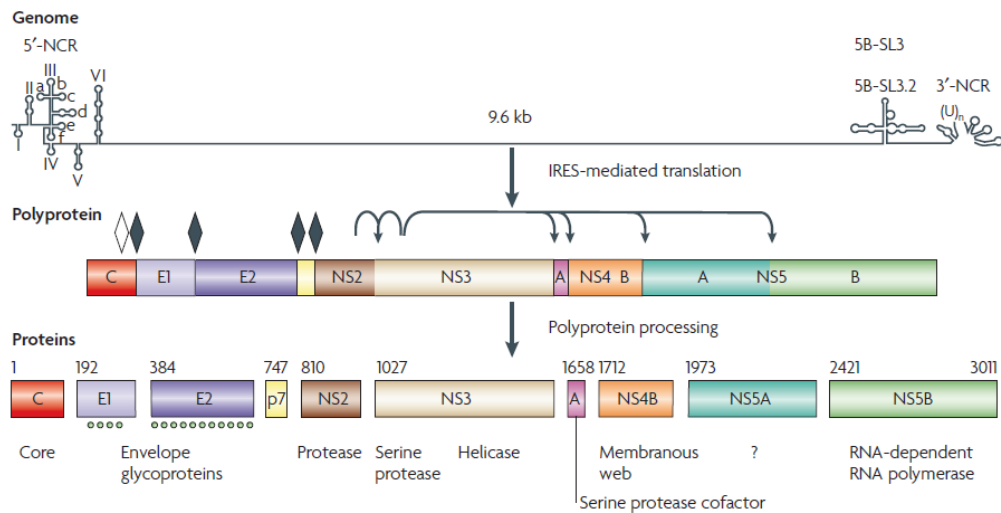 Genome
5′-NCR
5B-SL3
III
VI
II a b
5B-SL3.2 3′-NCR
c
d
(U)n
9.6 kb
e
f
I
IV
V
IRES-mediated translation
Polyprotein
C E1 E2 NS2 NS3 A NS4 B A NS5 B
Polyprotein processing
Proteins
1 192 384 747 810 1027 1658 1712 1973 2421 3011
C E1 E2 p7 NS2 NS3 A NS4B NS5A NS5B
Core Envelope glycoproteins Protease Serine protease Helicase Membranous web ? RNA-dependent RNA polymerase
Serine protease cofactor